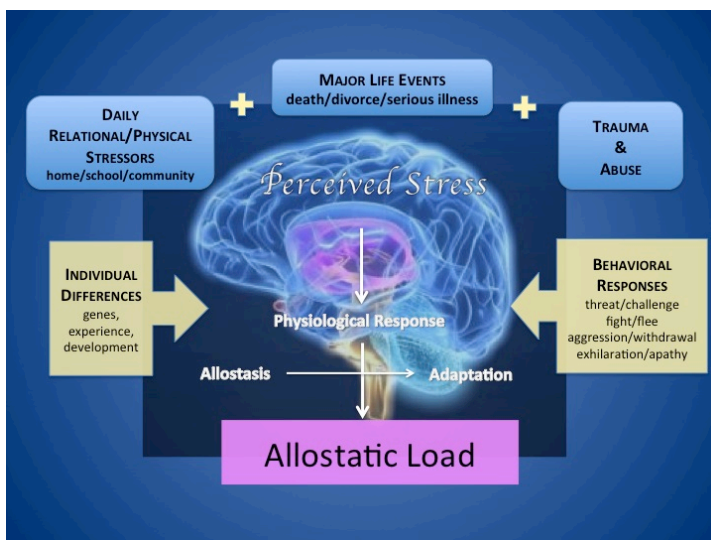 MAJOR LIFE EVENTS
death/divorce/serious illness
+
+
DAILY
RELATIONAL/PHYSICAL
STRESSORS
home/school/community
TRAUMA
&
ABUSE
Perceived Stress
INDIVIDUAL
DIFFERENCES
genes,
experience,
development
BEHAVIORAL
RESPONSES
threat/challenge
fight/flee
aggression/withdrawal
exhilaration/apathy
Physiological Response
Allostasis
Adaptation
Allostatic Load